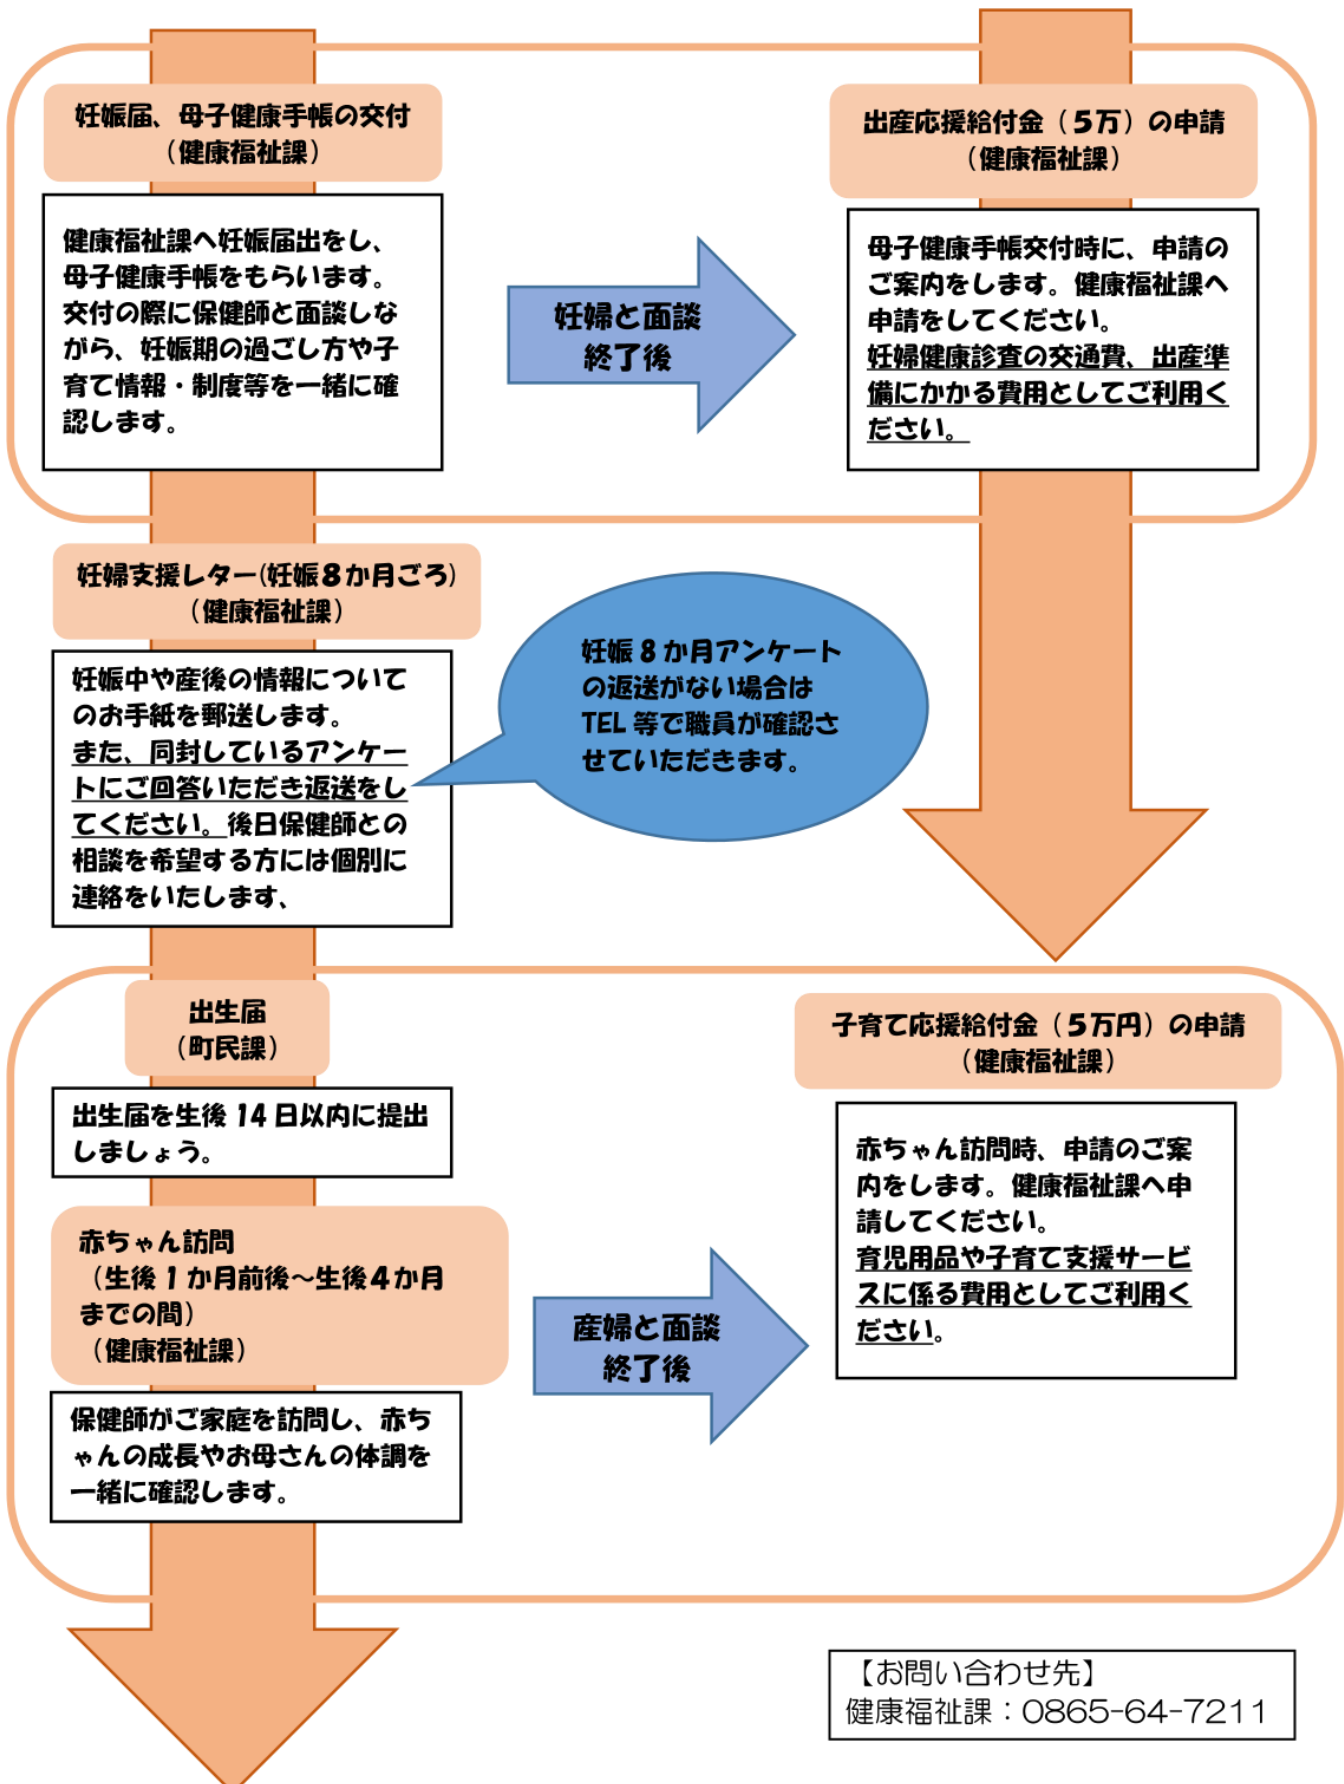 妊娠届、母子健康手帳の交付
（健康福祉課）
健康福祉課へ妊娠届出をし、
母子健康手帳をもらいます。
交付の際に保健師と面談しな
がら、妊娠期の過ごし方や子
育て情報・制度等を一緒に確
認します。
妊婦と面談
終了後
出産応援給付金（５万）の申請
（健康福祉課）
母子健康手帳交付時に、申請の
ご案内をします。健康福祉課へ
申請をしてください。
妊婦健康診査の交通費、出産準
備にかかる費用としてご利用く
ださい。
妊婦支援レター(妊娠８か月ごろ)
（健康福祉課）
妊娠中や産後の情報について
のお手紙を郵送します。
また、同封しているアンケー
トにご回答いただき返送をし
てください。後日保健師との
相談を希望する方には個別に
連絡をいたします、
妊娠８か月アンケート
の返送がない場合は
TEL 等で職員が確認さ
せていただきます。
出生届
（町民課）
出生届を生後 14 日以内に提出
しましょう。
赤ちゃん訪問
（生後１か月前後～生後４か月
までの間）
（健康福祉課）
保健師がご家庭を訪問し、赤ち
ゃんの成長やお母さんの体調を
一緒に確認します。
産婦と面談
終了後
子育て応援給付金（５万円）の申請
（健康福祉課）
赤ちゃん訪問時、申請のご案
内をします。健康福祉課へ申
請してください。
育児用品や子育て支援サービ
スに係る費用としてご利用く
ださい。
【お問い合わせ先】
健康福祉課：0865-64-7211